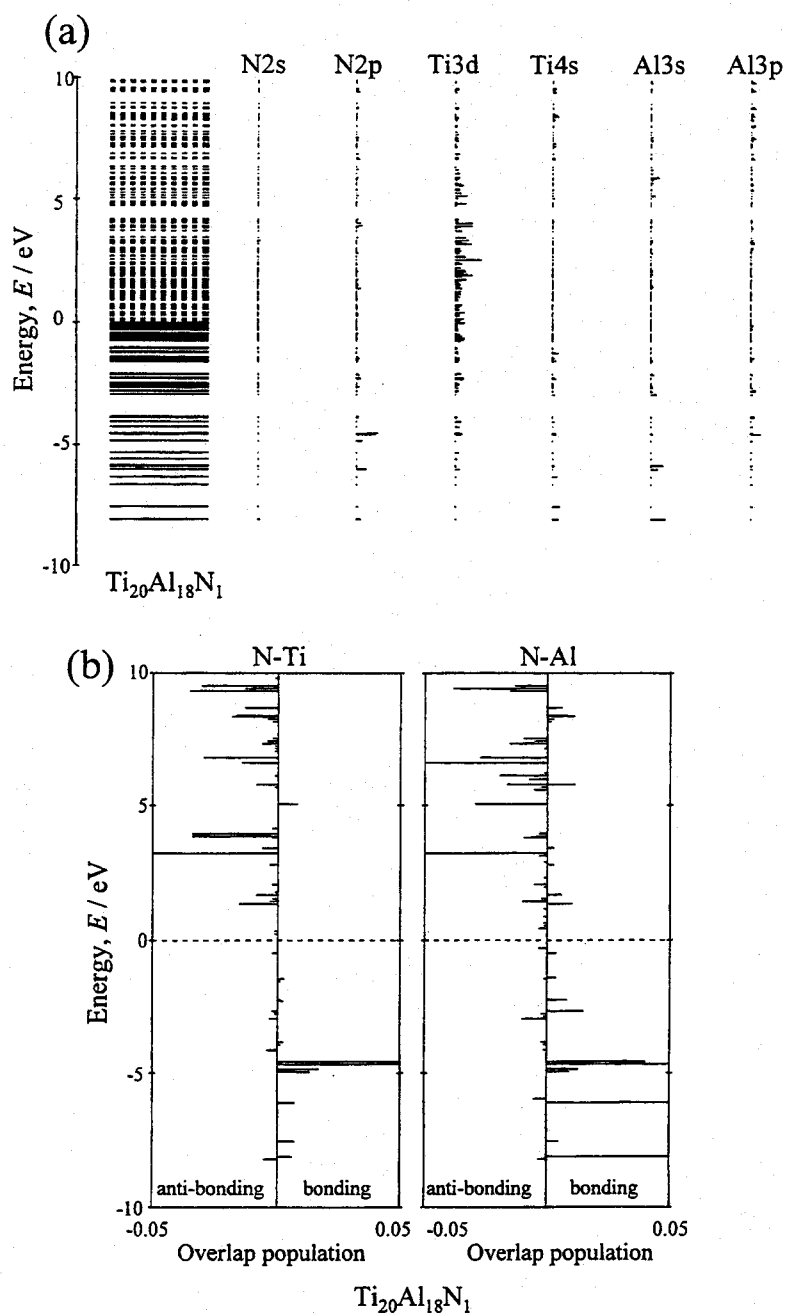 (a)
N2s N2p Ti3d Ti4s Al3s Al3p
10
5
0
-5
-10
Energy, E / eV
Ti₂₀Al₁₈N₁
(b)
N-Ti N-Al
10
5
0
-5
-10
Energy, E / eV
anti-bonding bonding anti-bonding bonding
-0.05 0.05 -0.05 0.05
Overlap population Overlap population
Ti₂₀Al₁₈N₁